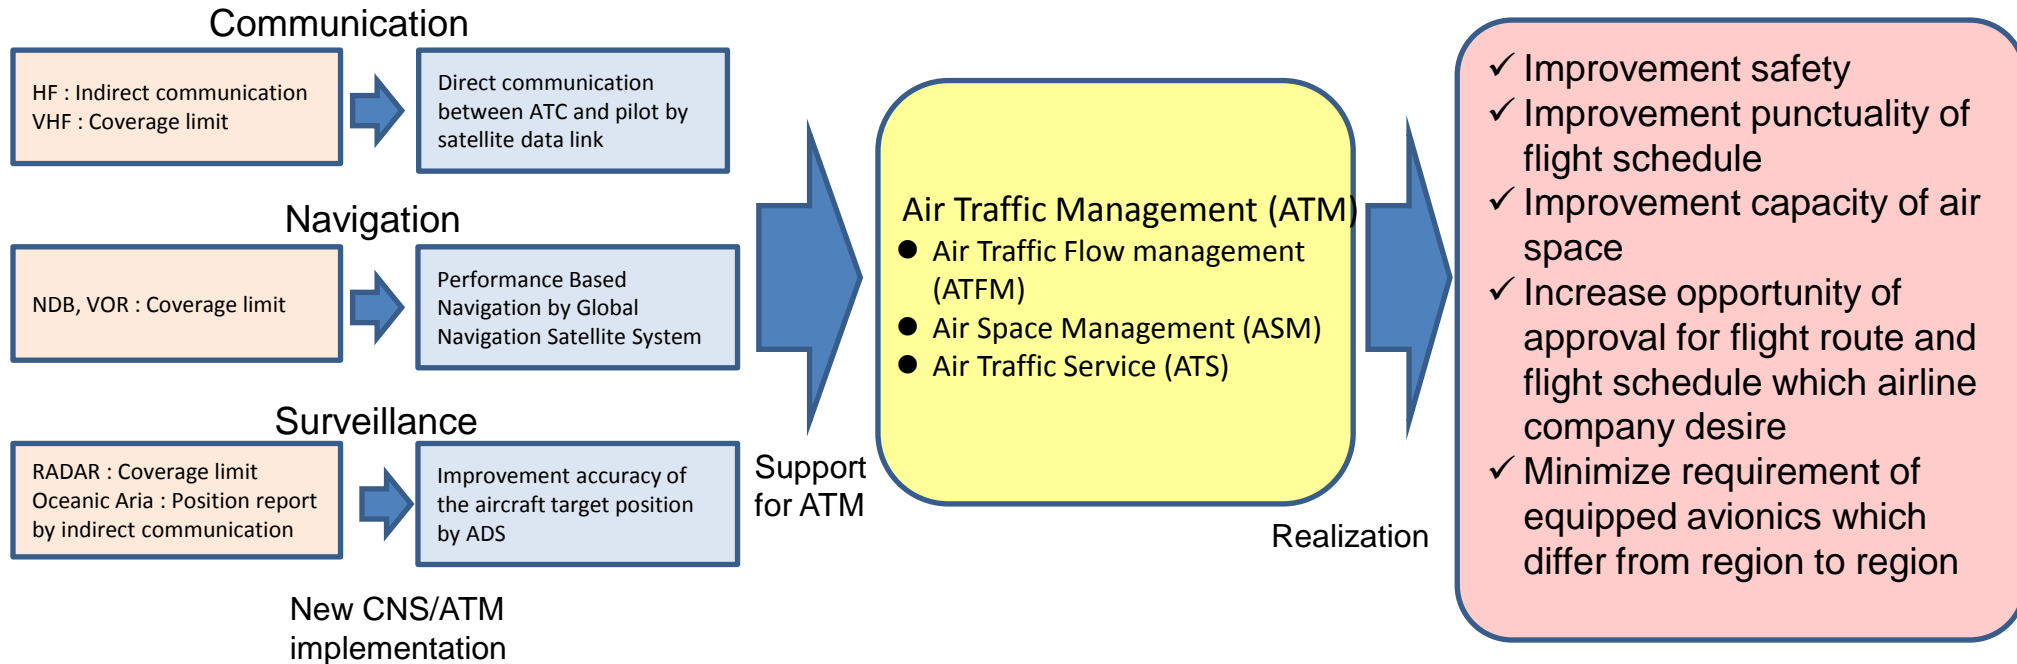 Communication
HF : Indirect communication
VHF : Coverage limit
Direct communication
between ATC and pilot by
satellite data link
Navigation
NDB, VOR : Coverage limit
Performance Based
Navigation by Global
Navigation Satellite System
Surveillance
RADAR : Coverage limit
Oceanic Aria : Position report
by indirect communication
Improvement accuracy of
the aircraft target position
by ADS
New CNS/ATM
implementation
Support
for ATM
Air Traffic Management (ATM)
● Air Traffic Flow management
(ATFM)
● Air Space Management (ASM)
● Air Traffic Service (ATS)
Realization
✓ Improvement safety
✓ Improvement punctuality of
flight schedule
✓ Improvement capacity of air
space
✓ Increase opportunity of
approval for flight route and
flight schedule which airline
company desire
✓ Minimize requirement of
equipped avionics which
differ from region to region